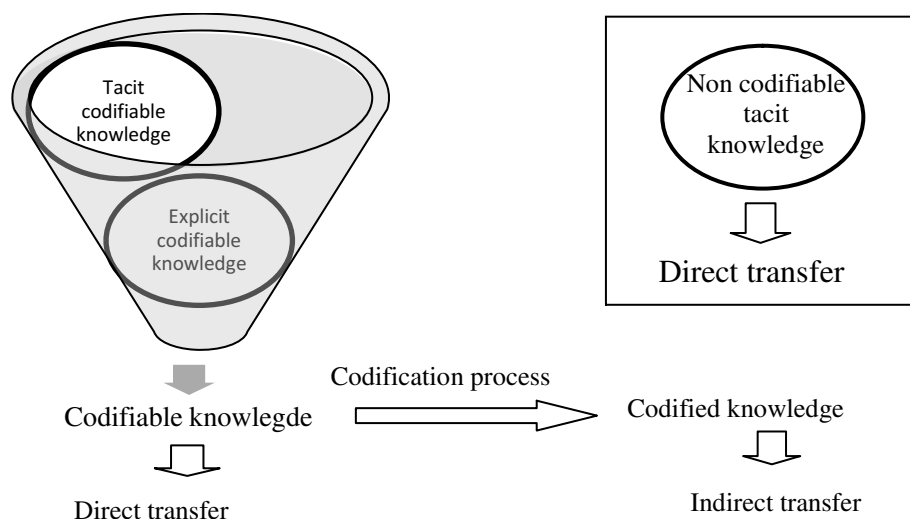 Tacit
codifiable
knowledge
Explicit
codifiable
knowledge
Non codifiable
tacit
knowledge
Direct transfer
Codification process
Codifiable knowlegde
Codified knowledge
Direct transfer
Indirect transfer